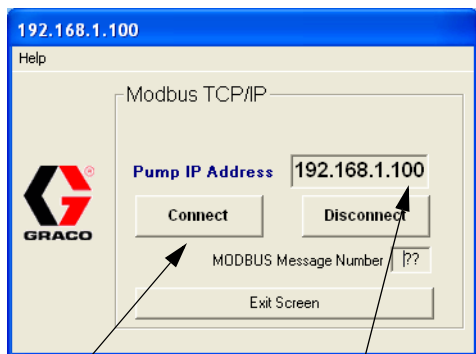 192.168.1.100
Help
Modbus TCP/IP
Pump IP Address 192.168.1.100
Connect Disconnect
GRACO
MODBUS Message Number ??
Exit Screen